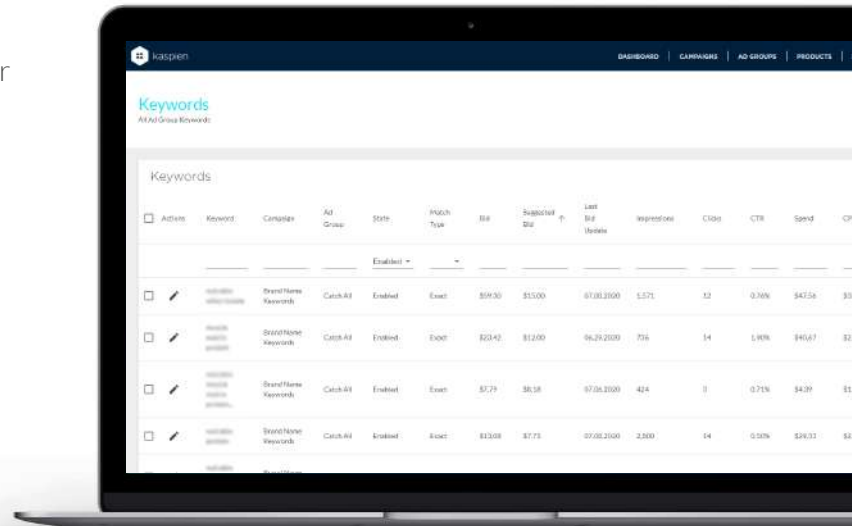 r
kaspien
DASHBOARD | CAMPAIGNS | AD GROUPS | PRODUCTS |
Keywords
All Ad Group Keywords
Keywords
Actions Keyword Campaign Ad Group State Match Type Bid Suggested Bid ↑ Last Bid Update Impressions Clicks CTR Spend
Enabled
Brand Name Keywords Catch All Enabled Exact $15.00 07.08.2020 1,571 12 0.76% $47.56
Brand Name Keywords Catch All Enabled Exact $20.42 $12.00 06.29.2020 736 14 1.90% $40.67
Brand Name Keywords Catch All Enabled Exact $7.79 $8.18 07.06.2020 424 3 0.71% $4.09
Brand Name Keywords Catch All Enabled Exact $7.75 07.08.2020 2,800 14 0.50%